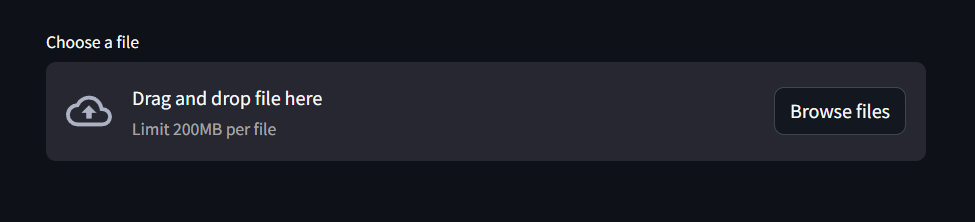 Choose a file
Drag and drop file here
Limit 200MB per file
Browse files